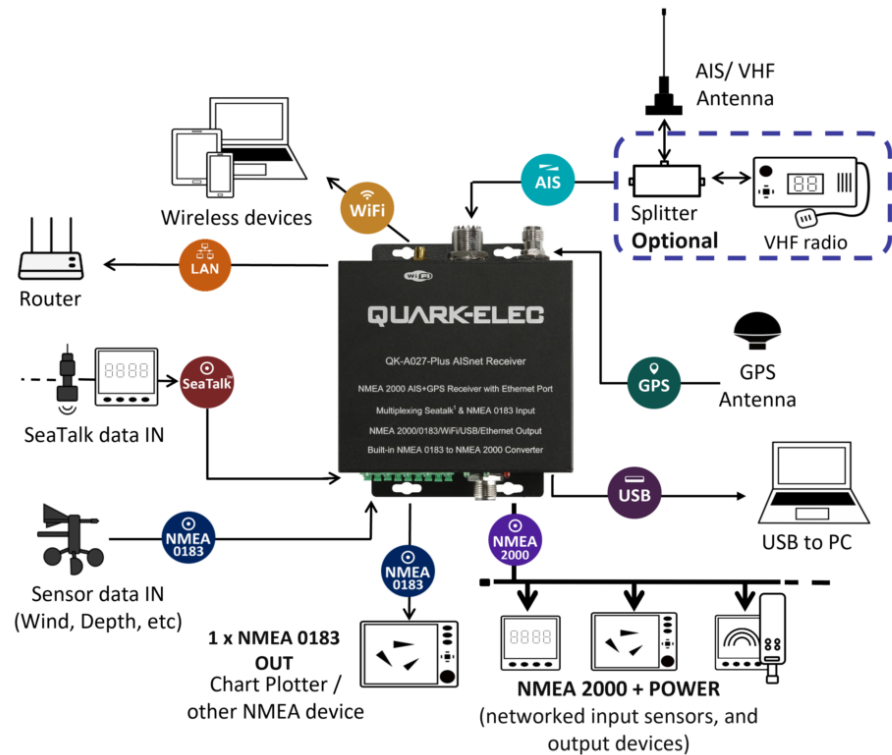 AIS/ VHF
Antenna
AIS
WiFi
Splitter
Optional
VHF radio
Wireless devices
LAN
Router
WiFi
QUARK-ELEC
QK-A027-Plus AISnet Receiver
NMEA 2000 AIS+GPS Receiver with Ethernet Port
Multiplexing Seatalk¹ & NMEA 0183 Input
NMEA 2000/0183/WiFi/USB/Ethernet Output
Built-in NMEA 0183 to NMEA 2000 Converter
GPS
GPS
Antenna
8888
SeaTalk™
SeaTalk data IN
USB
USB to PC
NMEA
0183
Sensor data IN
(Wind, Depth, etc)
NMEA
0183
NMEA
2000
1 x NMEA 0183
OUT
Chart Plotter /
other NMEA device
8888
NMEA 2000 + POWER
(networked input sensors, and
output devices)